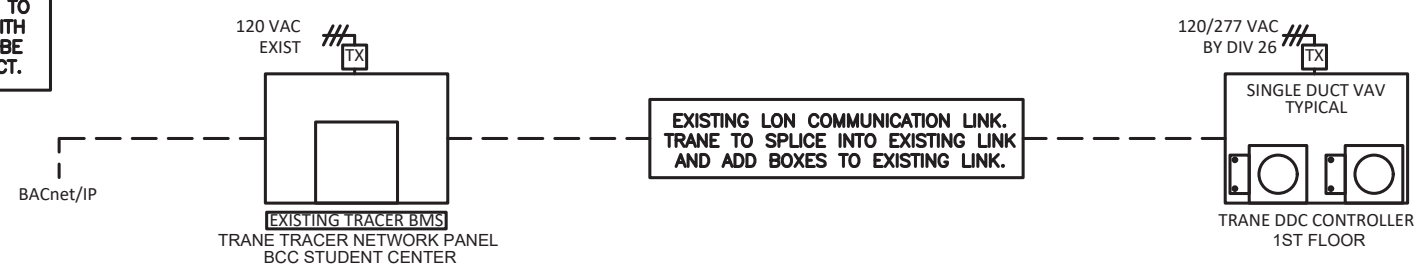 TO
ITH
BE
CT.
120 VAC
EXIST
TX
BACnet/IP
EXISTING TRACER BMS
TRANE TRACER NETWORK PANEL
BCC STUDENT CENTER
EXISTING LON COMMUNICATION LINK.
TRANE TO SPLICE INTO EXISTING LINK
AND ADD BOXES TO EXISTING LINK.
120/277 VAC
BY DIV 26
TX
SINGLE DUCT VAV
TYPICAL
TRANE DDC CONTROLLER
1ST FLOOR